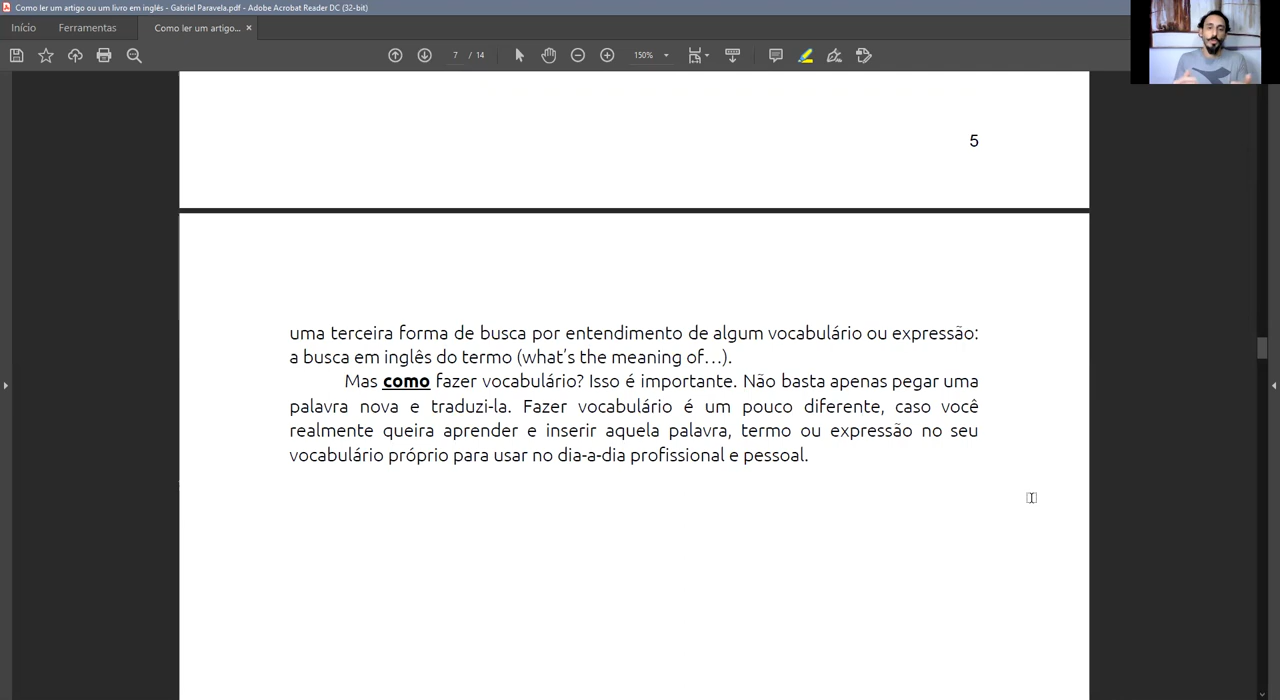 Como ler um artigo ou um livro em inglês - Gabriel Paravela.pdf - Adobe Acrobat Reader DC (32-bit)
Início Ferramentas Como ler um artigo... ×
7 / 14 150%
5
uma terceira forma de busca por entendimento de algum vocabulário ou expressão:
a busca em inglês do termo (what's the meaning of…).
Mas como fazer vocabulário? Isso é importante. Não basta apenas pegar uma
palavra nova e traduzi-la. Fazer vocabulário é um pouco diferente, caso você
realmente queira aprender e inserir aquela palavra, termo ou expressão no seu
vocabulário próprio para usar no dia-a-dia profissional e pessoal.